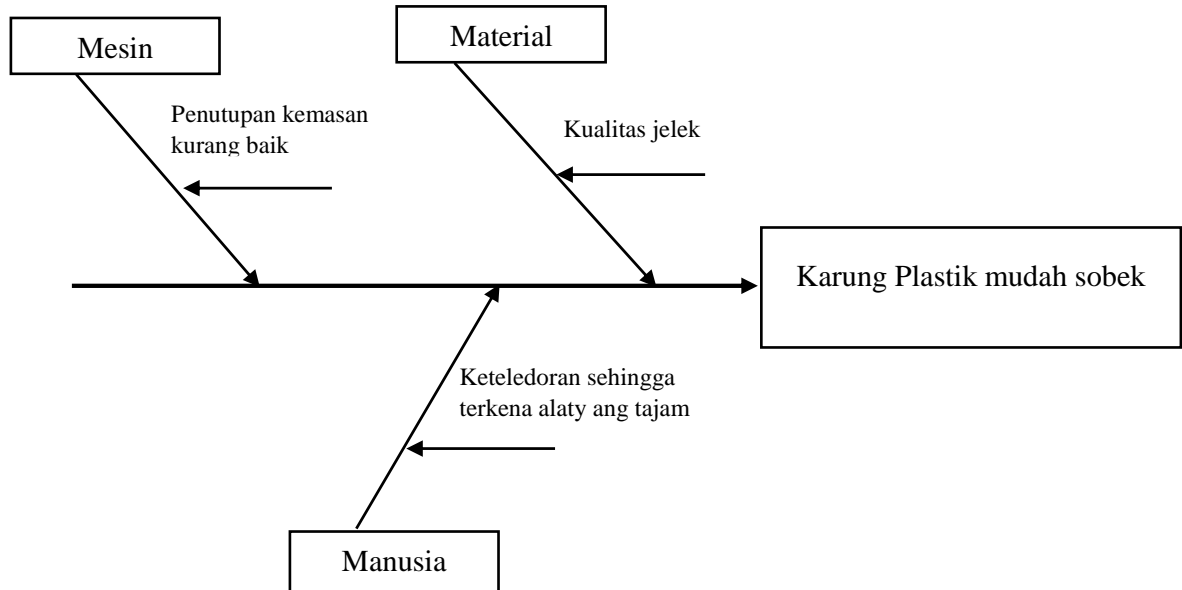 Mesin
Material
Penutupan kemasan
kurang baik
Kualitas jelek
Karung Plastik mudah sobek
Keteledoran sehingga
terkena alaty ang tajam
Manusia